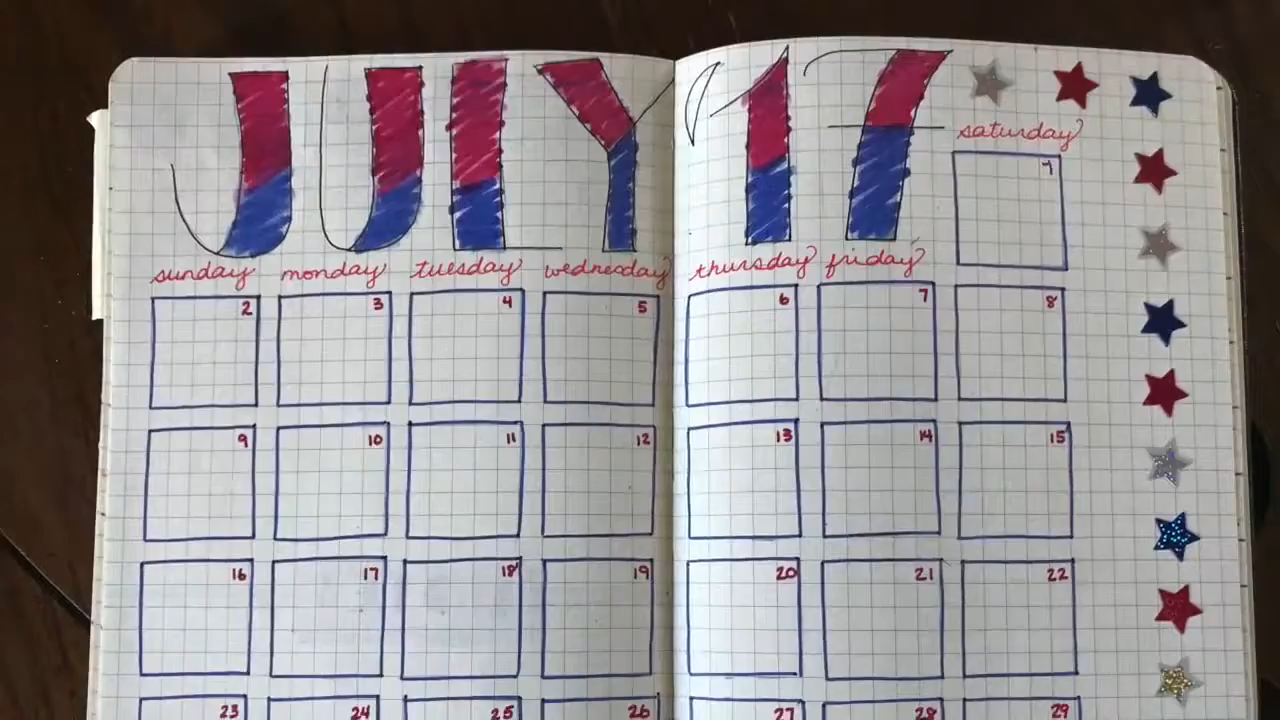 JULY '17
saturday
1
sunday monday tuesday wednesday thursday friday
2 3 4 5 6 7 8
9 10 11 12 13 14 15
16 17 18 19 20 21 22
23 24 25 26 27 28 29